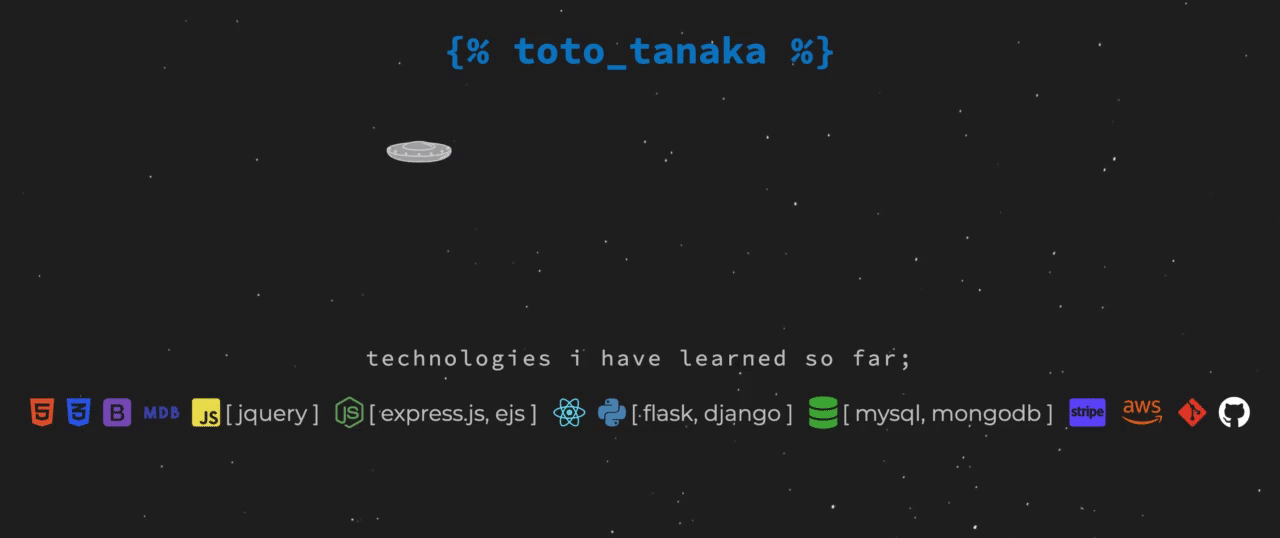 {% toto_tanaka %}
technologies i have learned so far;
5 3 B MDB JS [ jquery ] JS [ express.js, ejs ] [ flask, django ] [ mysql, mongodb ] stripe aws